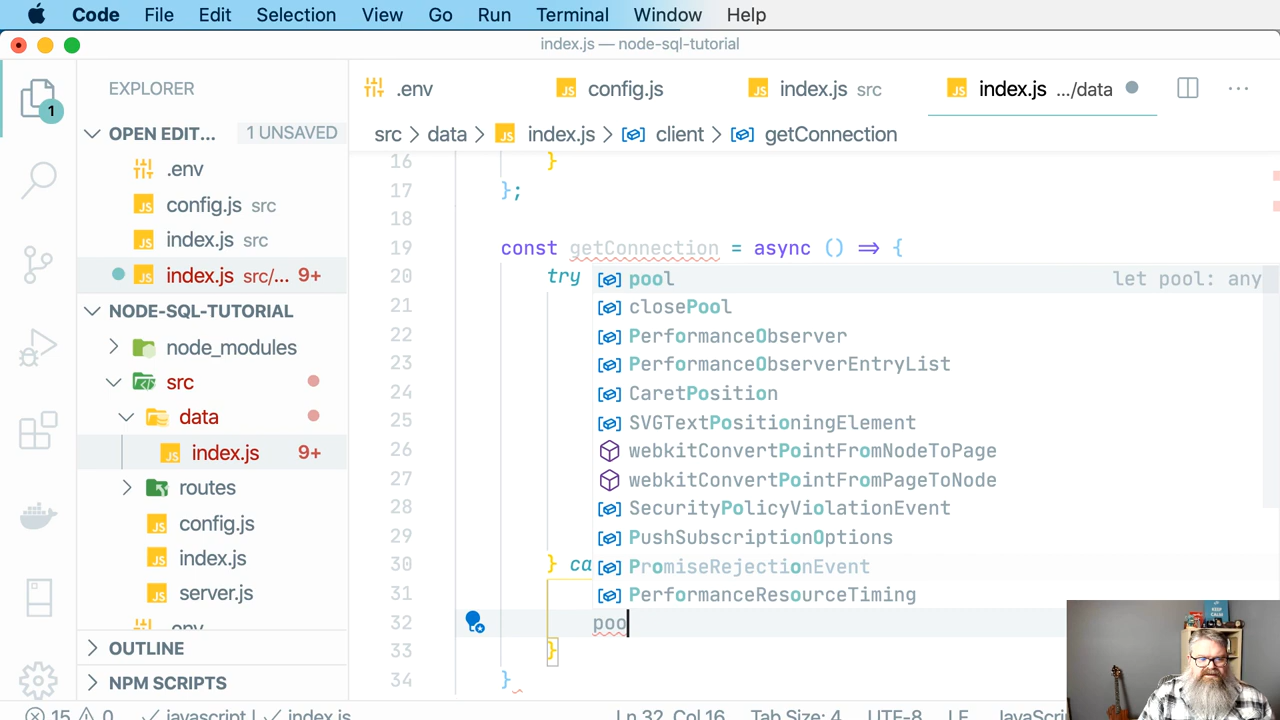 Code File Edit Selection View Go Run Terminal Window Help
index.js — node-sql-tutorial
EXPLORER
.env
config.js
index.js src
index.js .../data
1
OPEN EDIT... 1 UNSAVED
src > data > index.js > client > getConnection
.env
config.js src
index.js src
index.js src/... 9+
NODE-SQL-TUTORIAL
node_modules
src
data
index.js 9+
routes
config.js
index.js
server.js
.env
OUTLINE
NPM SCRIPTS
16 }
17 };
18
19 const getConnection = async () => {
20 try
21
22
23
24
25
26
27
28
29
30 } ca
31
32 poo
33 }
34 }
pool let pool: any
closePool
PerformanceObserver
PerformanceObserverEntryList
CaretPosition
SVGTextPositioningElement
webkitConvertPointFromNodeToPage
webkitConvertPointFromPageToNode
SecurityPolicyViolationEvent
PushSubscriptionOptions
PromiseRejectionEvent
PerformanceResourceTiming
15 0 javascript | index.js Ln 32, Col 16 Tab Size: 4 UTF-8 LF